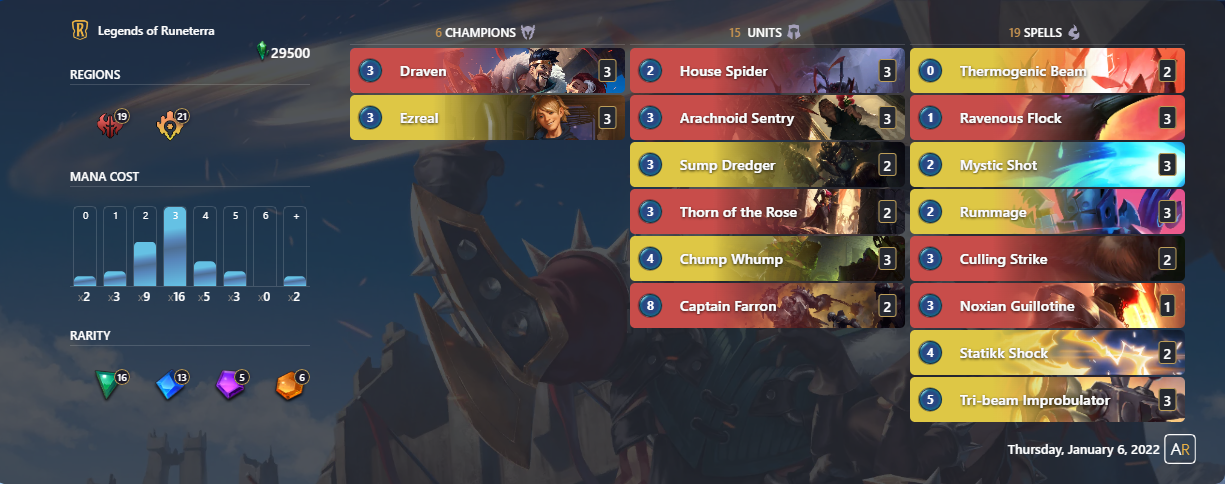 Legends of Runeterra
29500
REGIONS
19 21
MANA COST
0 1 2 3 4 5 6 +
x2 x3 x9 x16 x5 x3 x0 x2
RARITY
16 13 5 6
6 CHAMPIONS
3 Draven 3
3 Ezreal 3
15 UNITS
2 House Spider 3
3 Arachnoid Sentry 3
3 Sump Dredger 2
3 Thorn of the Rose 2
4 Chump Whump 3
8 Captain Farron 2
19 SPELLS
0 Thermogenic Beam 2
1 Ravenous Flock 3
2 Mystic Shot 3
2 Rummage 3
3 Culling Strike 2
3 Noxian Guillotine 1
4 Statikk Shock 2
5 Tri-beam Improbulator 3
Thursday, January 6, 2022 AR